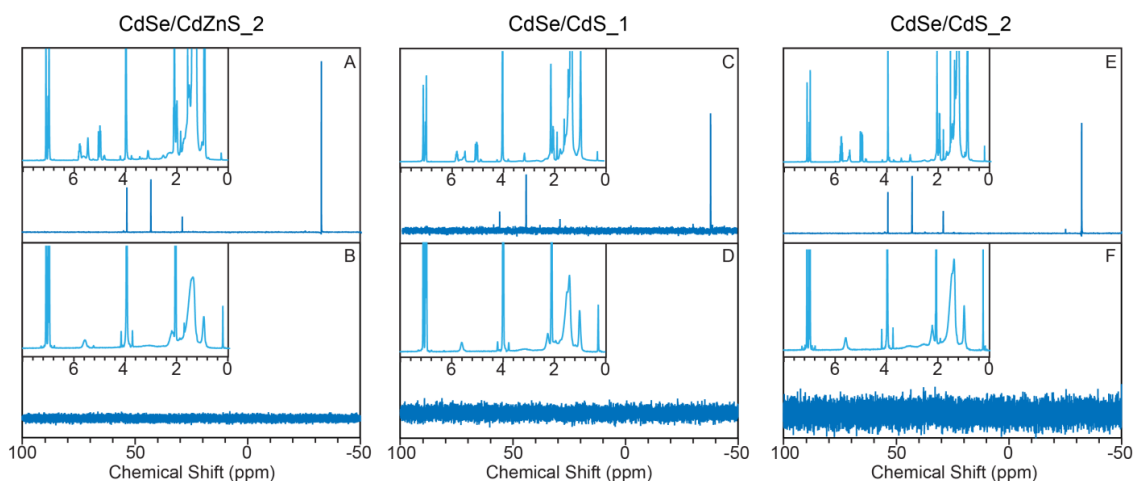 CdSe/CdZnS_2 CdSe/CdS_1 CdSe/CdS_2
A C E
6 4 2 0 6 4 2 0 6 4 2 0
B D F
6 4 2 0 6 4 2 0 6 4 2 0
100 50 0 -50 100 50 0 -50 100 50 0 -50
Chemical Shift (ppm) Chemical Shift (ppm) Chemical Shift (ppm)